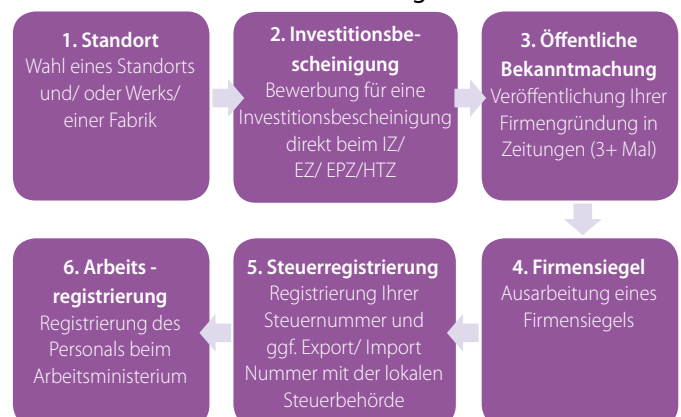 1. Standort
Wahl eines Standorts
und/ oder Werks/
einer Fabrik
2. Investitionsbe-
scheinigung
Bewerbung für eine
Investitionsbescheinigung
direkt beim IZ/
EZ/ EPZ/HTZ
3. Öffentliche
Bekanntmachung
Veröffentlichung Ihrer
Firmengründung in
Zeitungen (3+ Mal)
4. Firmensiegel
Ausarbeitung eines
Firmensiegels
5. Steuerregistrierung
Registrierung Ihrer
Steuernummer und
ggf. Export/ Import
Nummer mit der lokalen
Steuerbehörde
6. Arbeits -
registrierung
Registrierung des
Personals beim
Arbeitsministerium